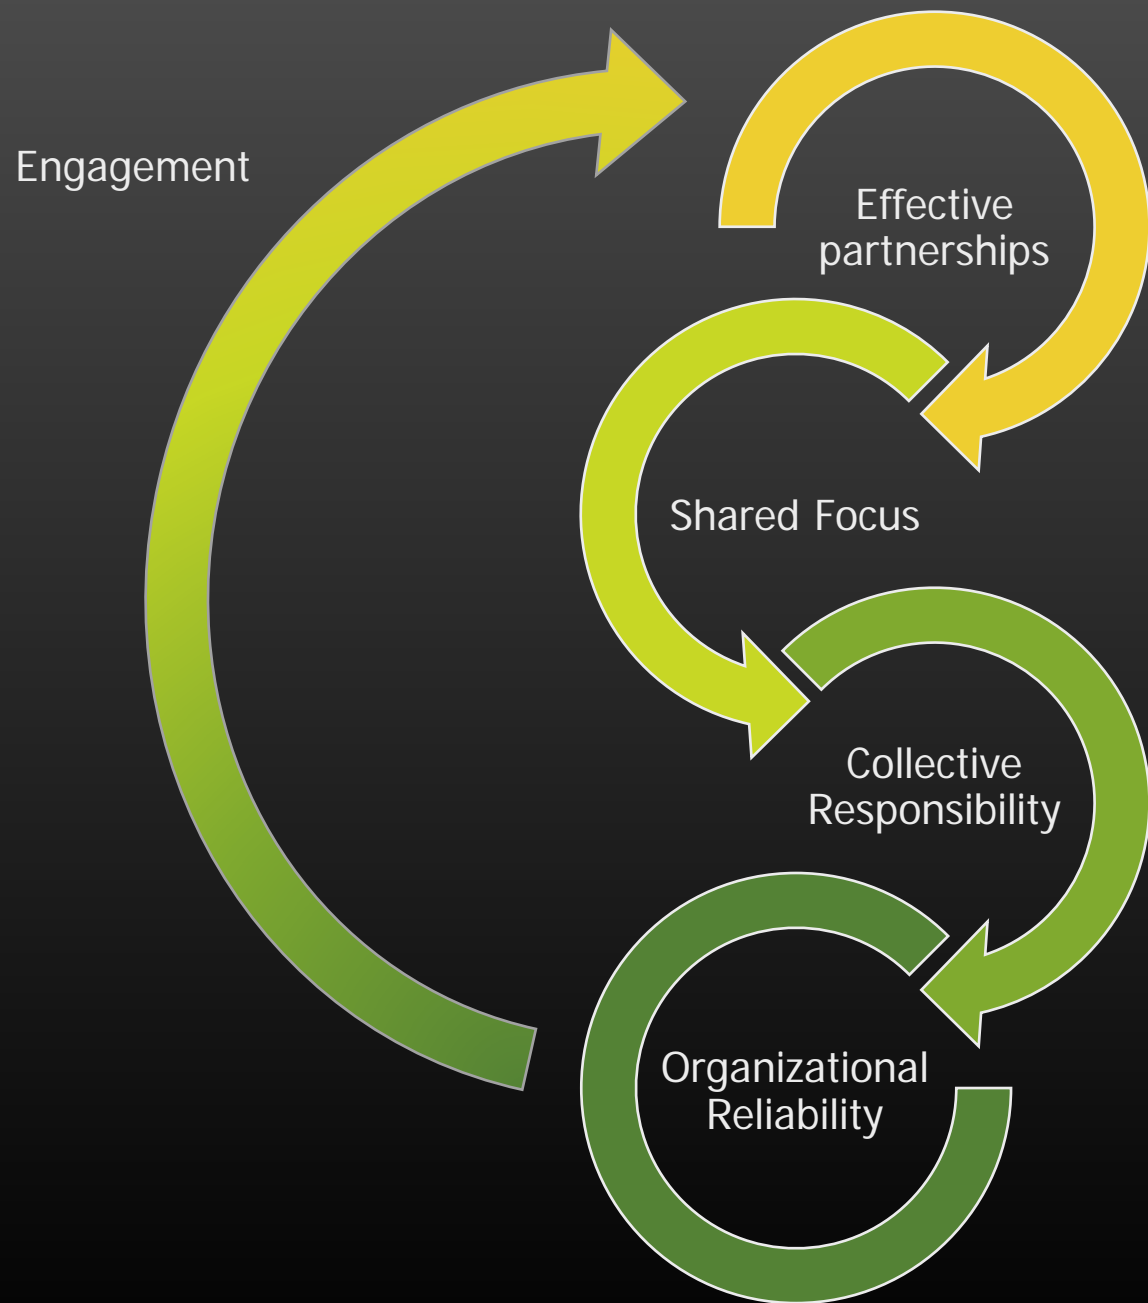 Engagement
Effective
partnerships
Shared Focus
Collective
Responsibility
Organizational
Reliability